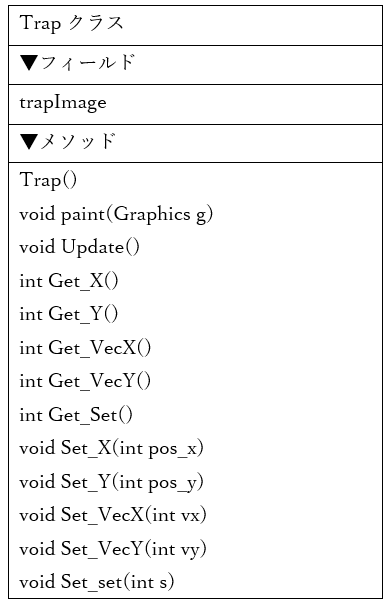 Trap クラス
▼フィールド
trapImage
▼メソッド
Trap()
void paint(Graphics g)
void Update()
int Get_X()
int Get_Y()
int Get_VecX()
int Get_VecY()
int Get_Set()
void Set_X(int pos_x)
void Set_Y(int pos_y)
void Set_VecX(int vx)
void Set_VecY(int vy)
void Set_set(int s)